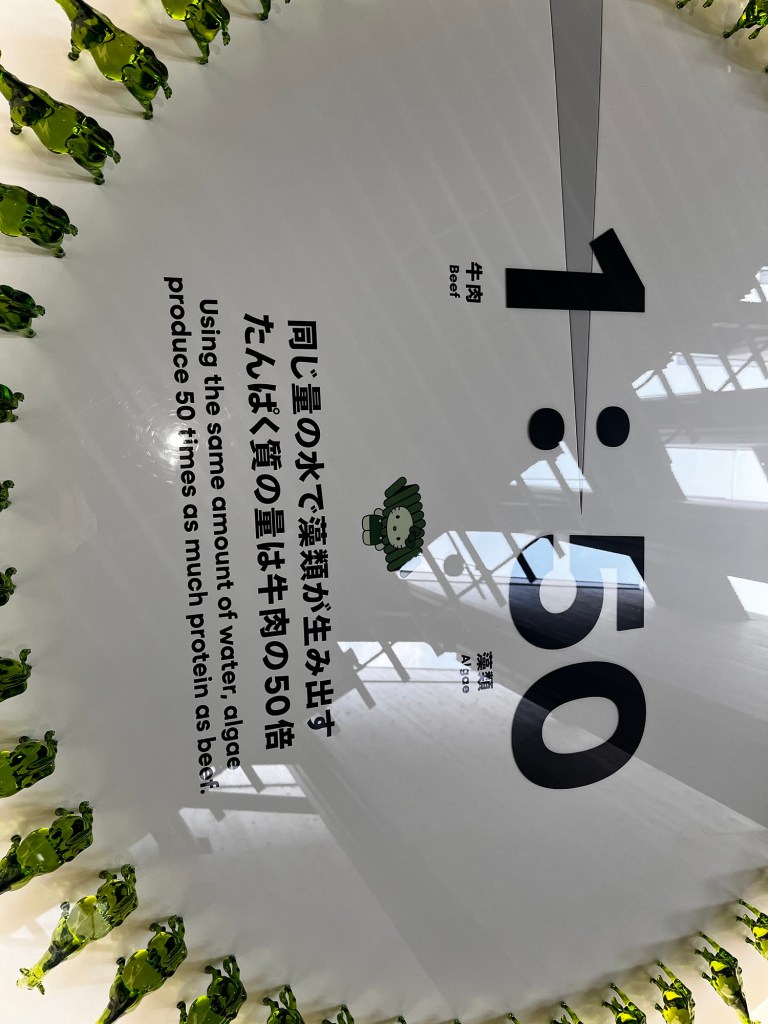 1:50
牛肉
Beef
藻類
Algae
同じ量の水で藻類が生み出す
たんぱく質の量は牛肉の50倍
Using the same amount of water, algae
produce 50 times as much protein as beef.